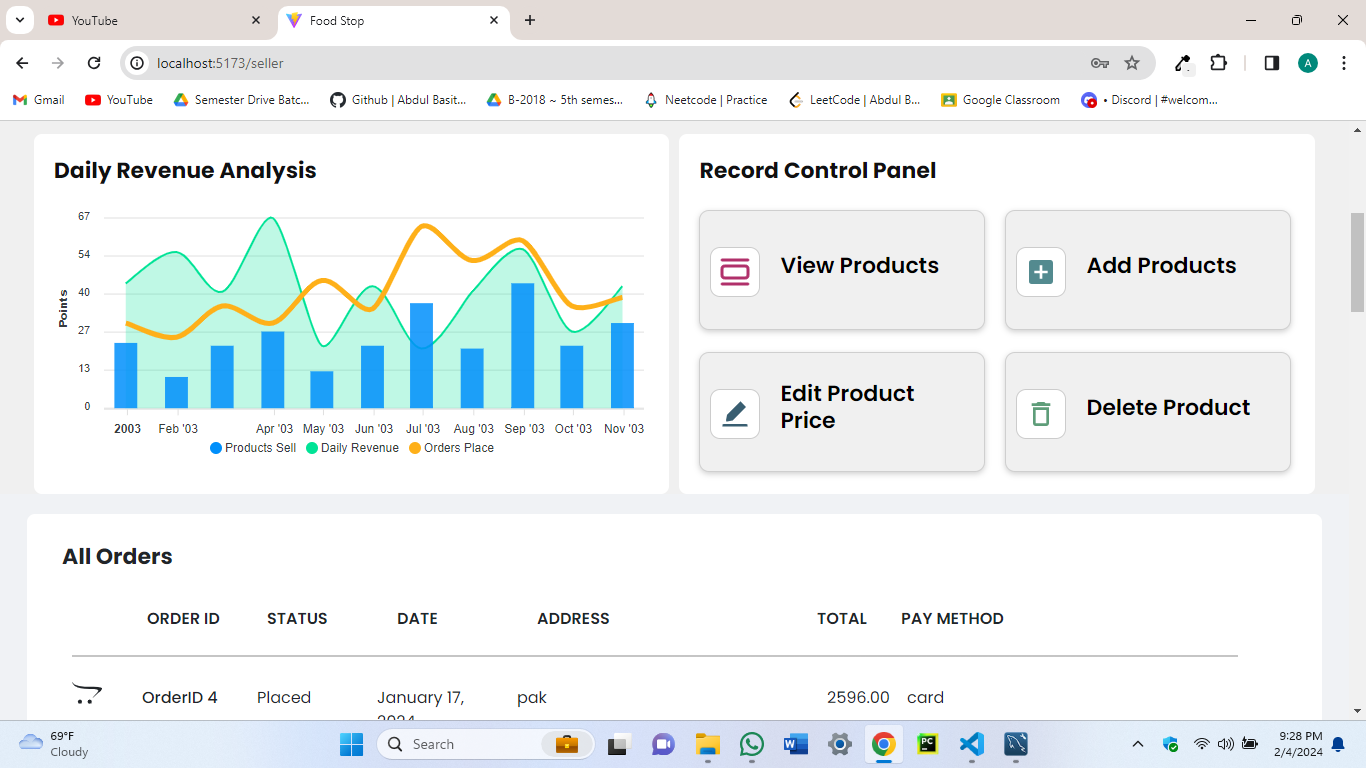 YouTube
Food Stop
localhost:5173/seller
A
Gmail
YouTube
Semester Drive Batc...
Github | Abdul Basit...
B-2018 ~ 5th semes...
Neetcode | Practice
LeetCode | Abdul B...
Google Classroom
• Discord | #welcom...
Daily Revenue Analysis
67
54
40
27
13
0
Points
2003 Feb '03 Apr '03 May '03 Jun '03 Jul '03 Aug '03 Sep '03 Oct '03 Nov '03
Products Sell Daily Revenue Orders Place
Record Control Panel
View Products
Add Products
Edit Product
Price
Delete Product
All Orders
ORDER ID STATUS DATE ADDRESS TOTAL PAY METHOD
OrderID 4 Placed January 17, pak 2596.00 card
2024
69°F
Cloudy
Search
W
PC
9:28 PM
2/4/2024